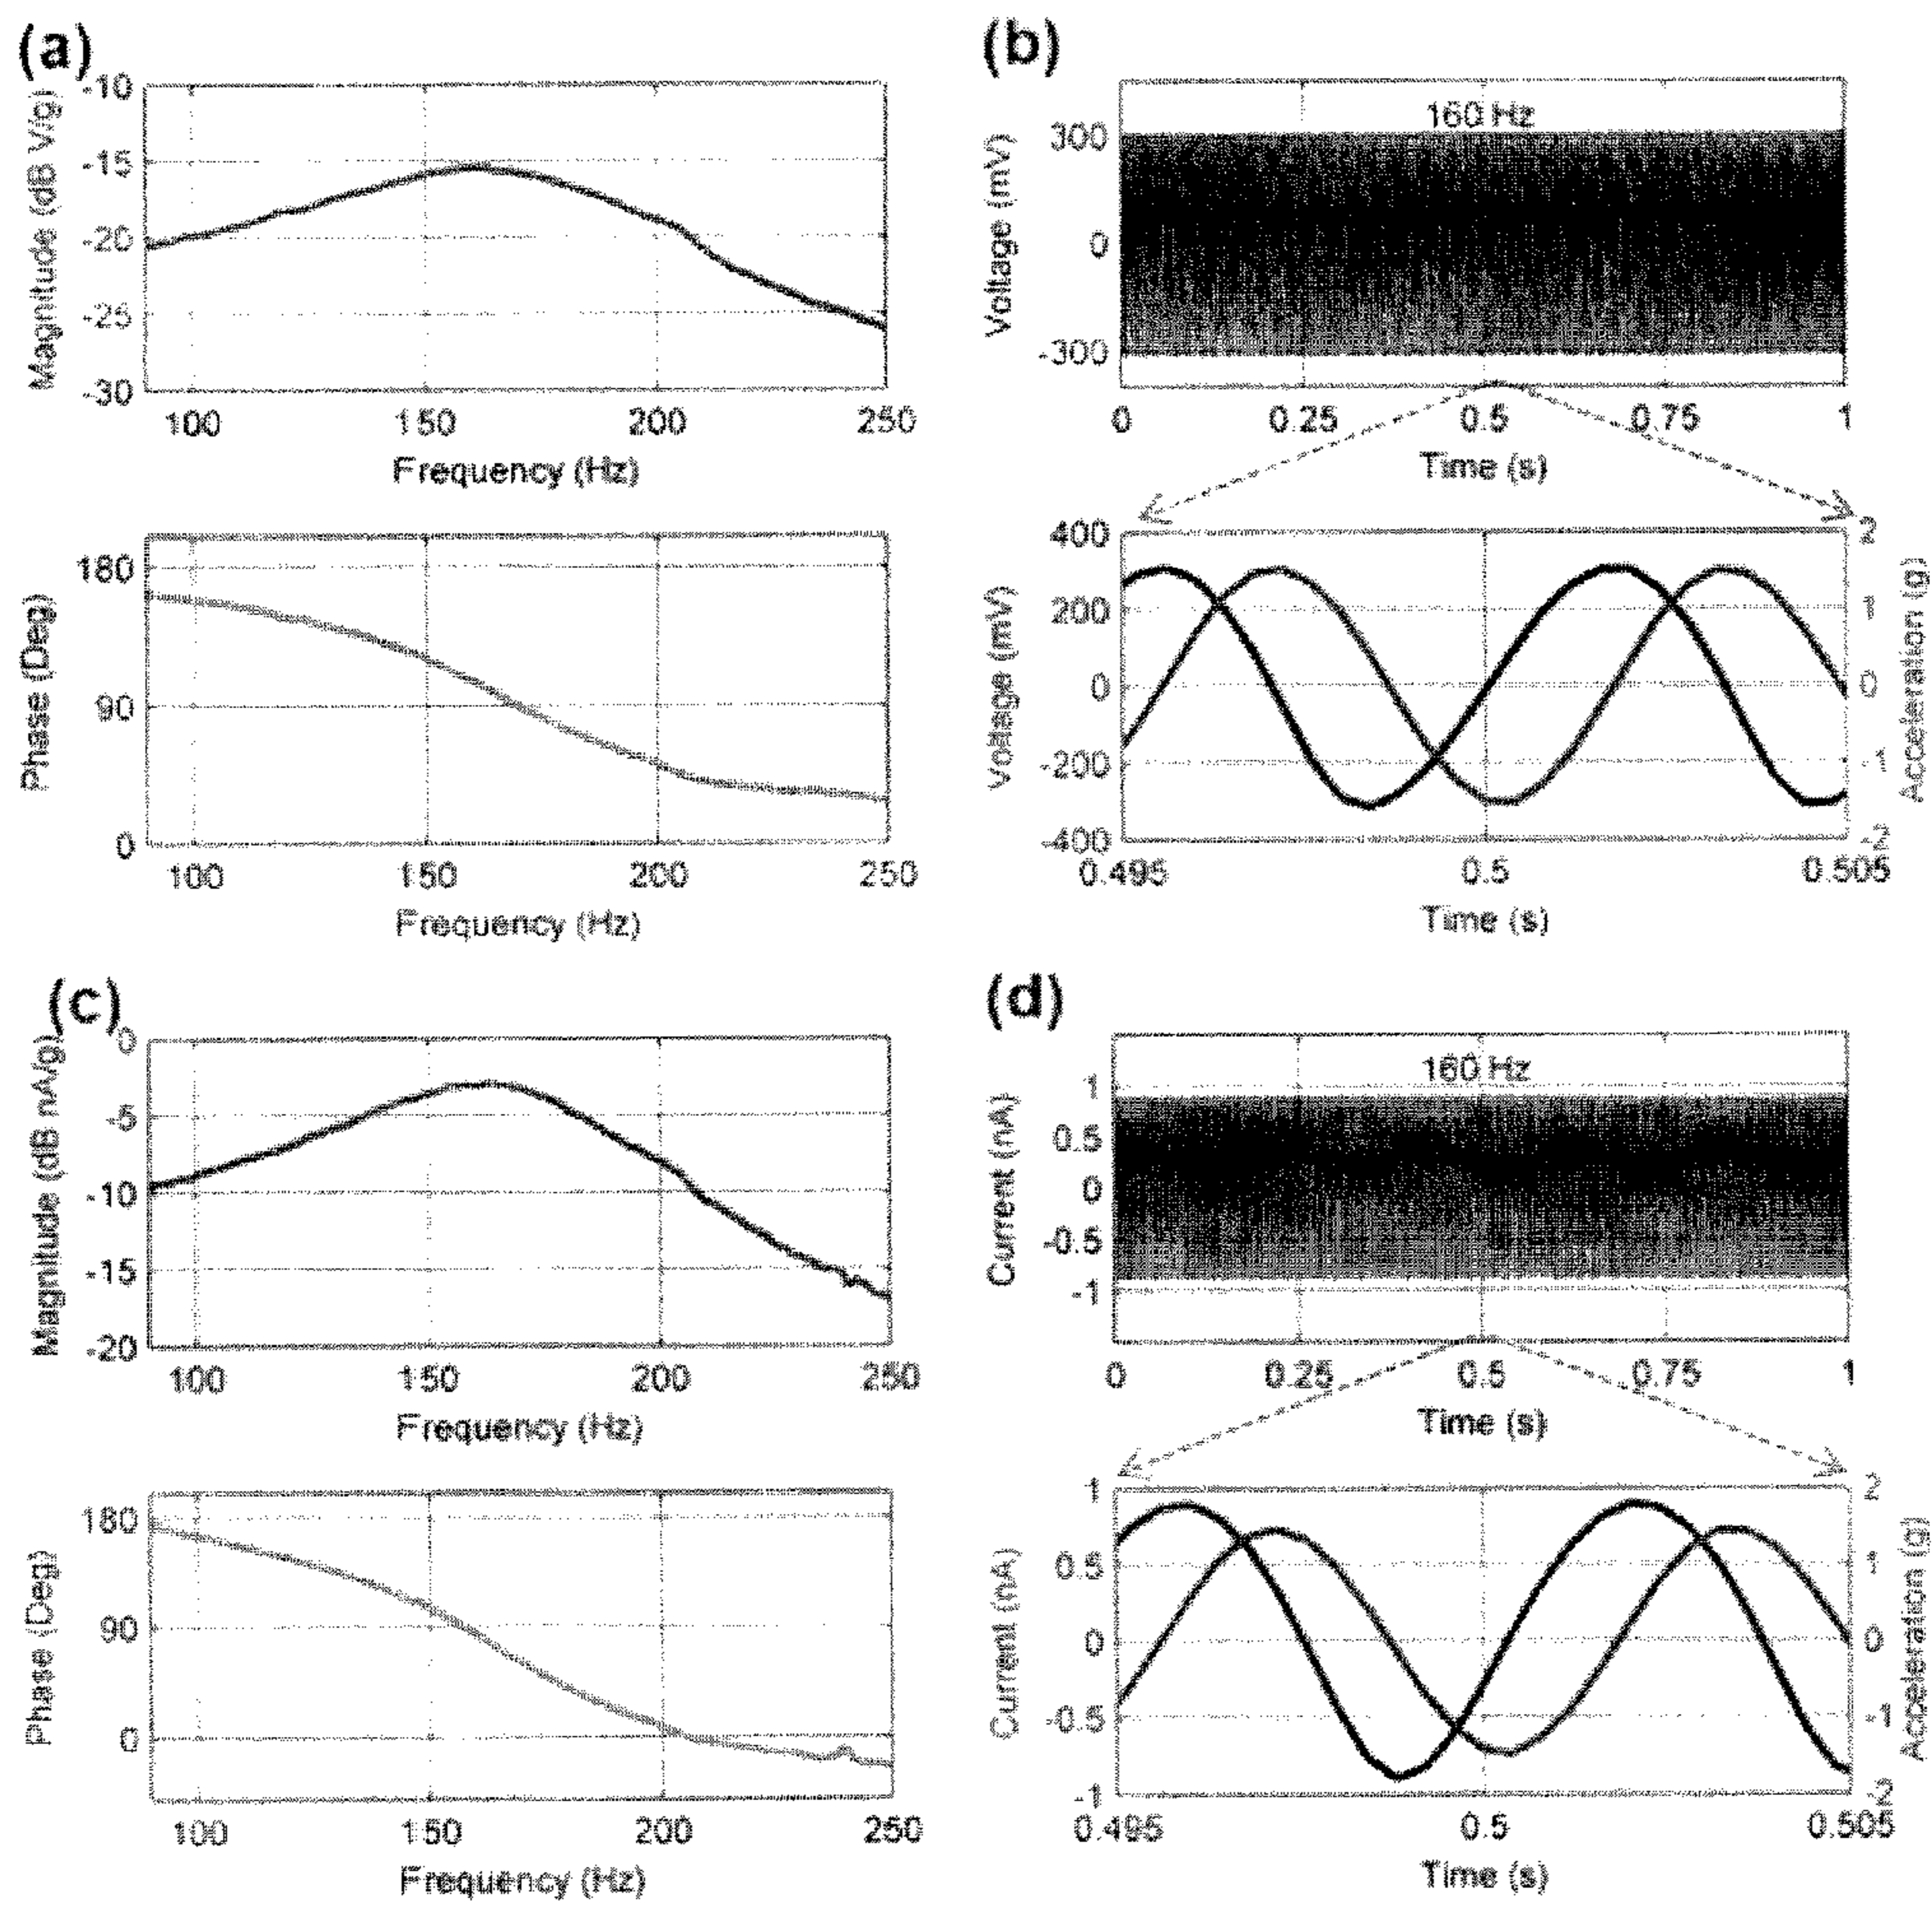 (a)
Magnitude (dB V/g)
-10
-15
-20
-25
-30
100 150 200 250
Frequency (Hz)
Phase (Deg)
180
90
0
100 150 200 250
Frequency (Hz)
(b)
160 Hz
Voltage (mV)
300
0
-300
0 0.25 0.5 0.75 1
Time (s)
Voltage (mV)
400
200
0
-200
-400
2
1
0
-1
-2
Acceleration (g)
0.495 0.5 0.505
Time (s)
(c)
Magnitude (dB nA/g)
0
-5
-10
-15
-20
100 150 200 250
Frequency (Hz)
Phase (Deg)
180
90
0
100 150 200 250
Frequency (Hz)
(d)
160 Hz
Current (nA)
1
0.5
0
-0.5
-1
0 0.25 0.5 0.75 1
Time (s)
Current (nA)
1
0.5
0
-0.5
-1
2
1
0
-1
-2
Acceleration (g)
0.495 0.5 0.505
Time (s)